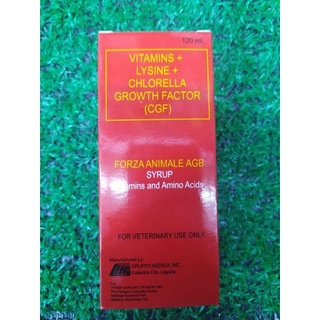 120 mL
VITAMINS +
LYSINE +
CHLORELLA
GROWTH FACTOR
(CGF)
FORZA ANIMALE AGB
SYRUP
Vitamins and Amino Acids
FOR VETERINARY USE ONLY
Manufactured by
GRUPPO MEDICA, INC.
Calamba City, Laguna